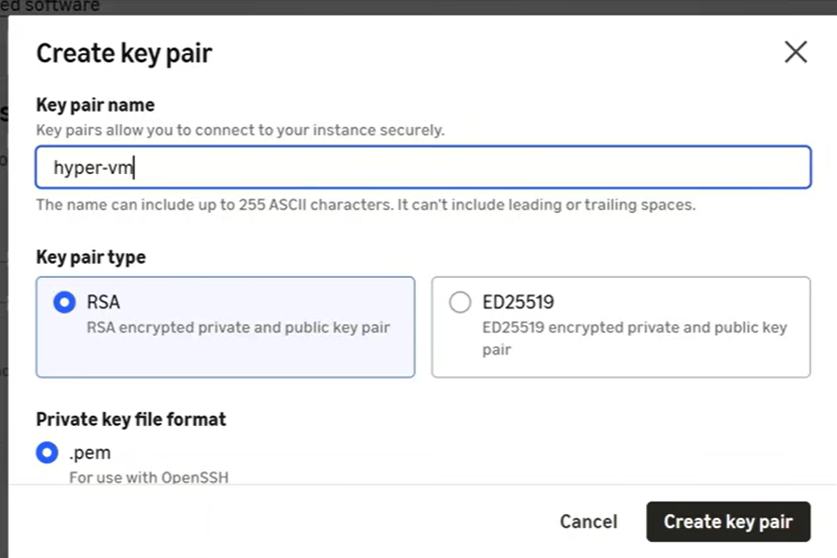 ed software
Create key pair
Key pair name
Key pairs allow you to connect to your instance securely.
hyper-vm
The name can include up to 255 ASCII characters. It can't include leading or trailing spaces.
Key pair type
RSA
RSA encrypted private and public key pair
ED25519
ED25519 encrypted private and public key
pair
Private key file format
.pem
For use with OpenSSH
Cancel
Create key pair